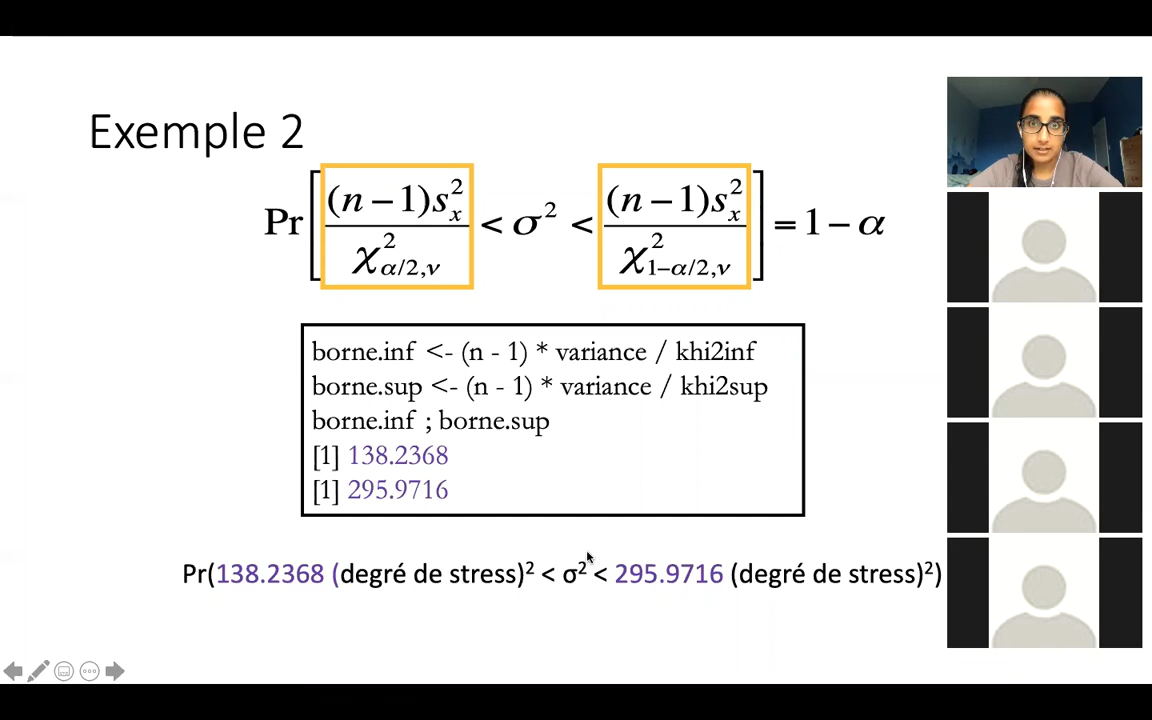 Exemple 2
Pr[(n−1)s²ₓ / χ²α/2,ν < σ² < (n−1)s²ₓ / χ²1−α/2,ν] = 1−α
borne.inf <- (n - 1) * variance / khi2inf
borne.sup <- (n - 1) * variance / khi2sup
borne.inf ; borne.sup
[1] 138.2368
[1] 295.9716
Pr(138.2368 (degré de stress)² < σ² < 295.9716 (degré de stress)²)